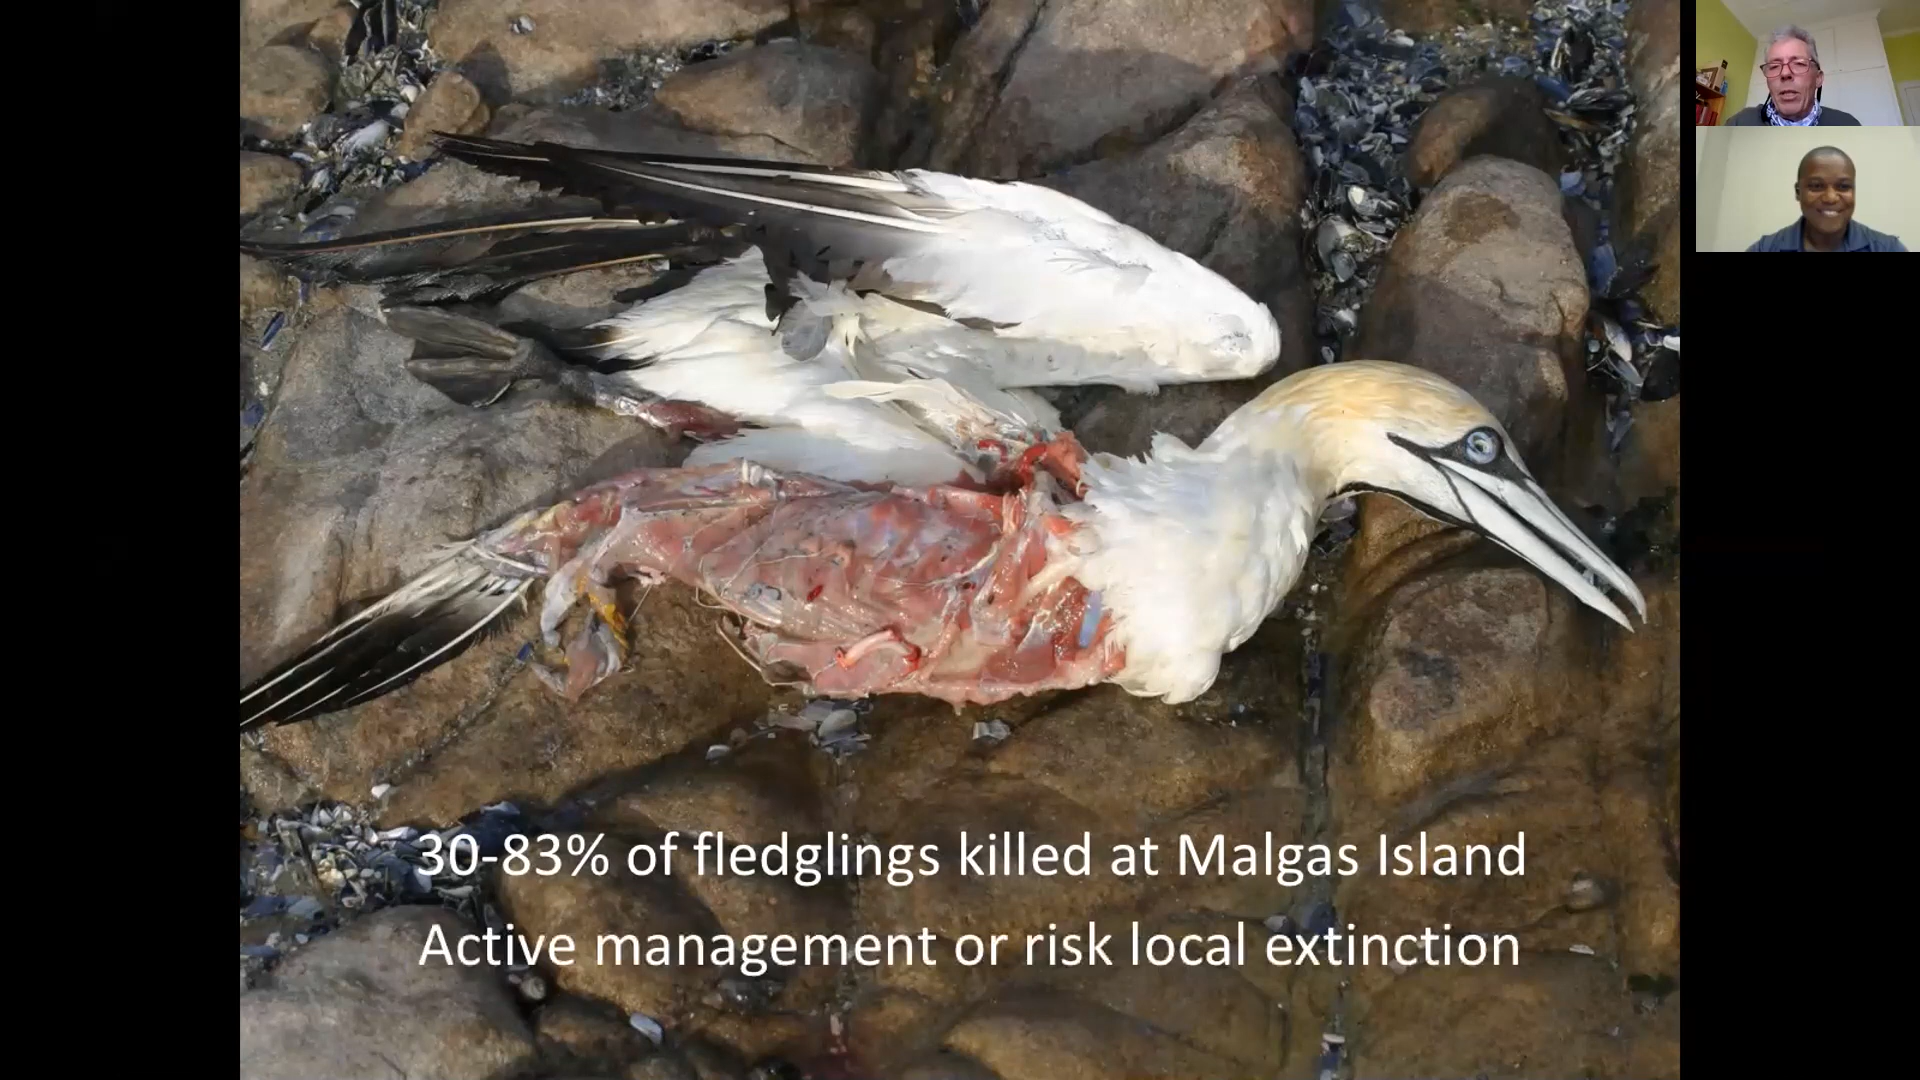 30-83% of fledglings killed at Malgas Island
Active management or risk local extinction